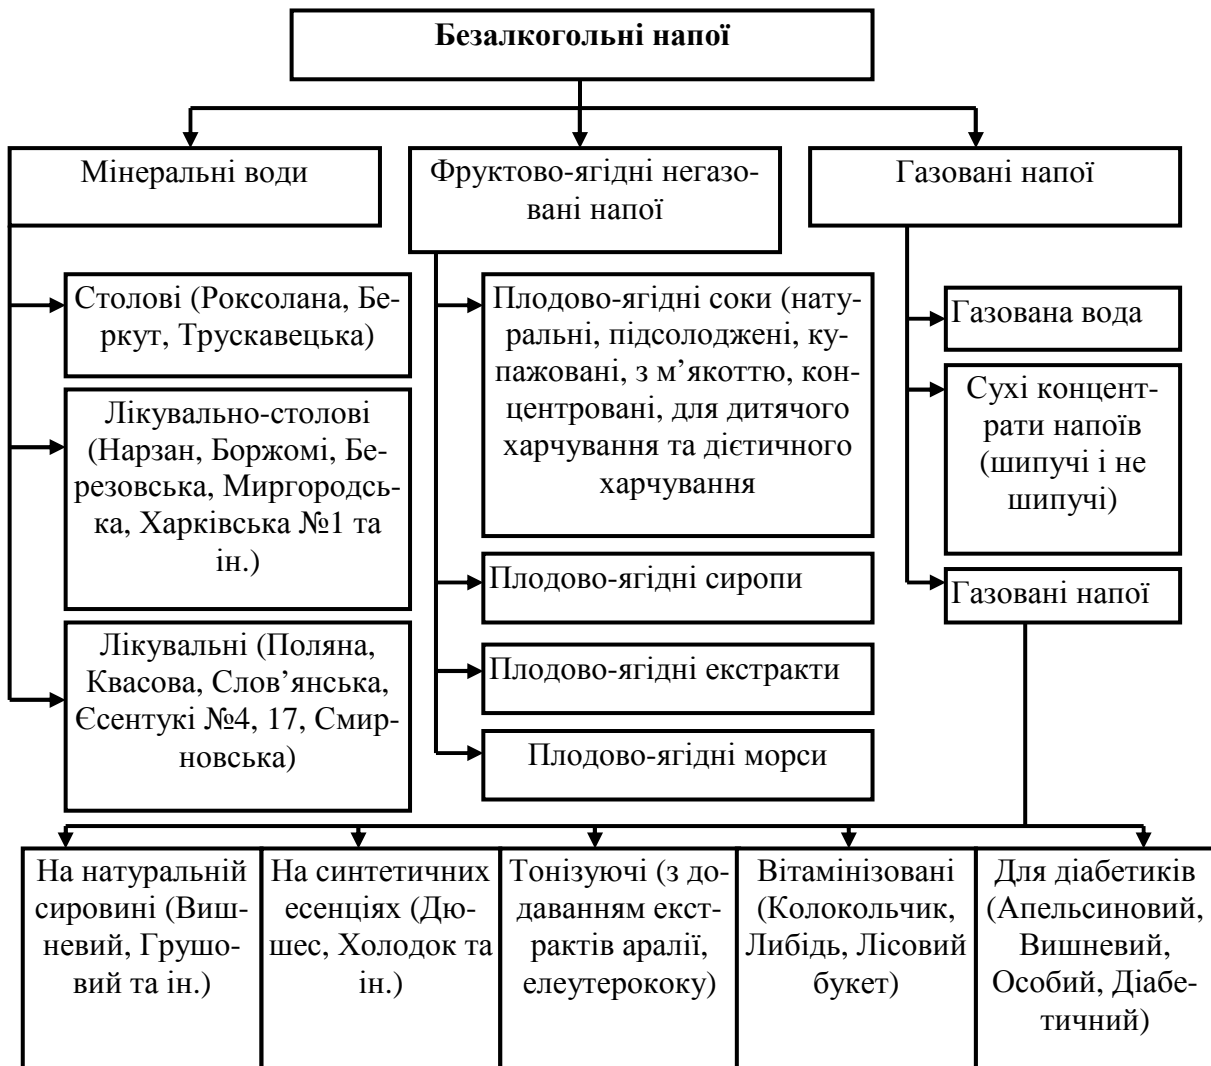 Безалкогольні напої
Мінеральні води
Фруктово-ягідні негазо-
вані напої
Газовані напої
Столові (Роксолана, Бе-
ркут, Трускавецька)
Лікувально-столові
(Нарзан, Боржомі, Бе-
резовська, Миргородсь-
ка, Харківська №1 та
ін.)
Лікувальні (Поляна,
Квасова, Слов’янська,
Єсентукі №4, 17, Смир-
новська)
Плодово-ягідні соки (нату-
ральні, підсолоджені, ку-
пажовані, з м’якоттю, кон-
центровані, для дитячого
харчування та дієтичного
харчування
Плодово-ягідні сиропи
Плодово-ягідні екстракти
Плодово-ягідні морси
Газована вода
Сухі концент-
рати напоїв
(шипучі і не
шипучі)
Газовані напої
На натуральній
сировині (Виш-
невий, Грушо-
вий та ін.)
На синтетичних
есенціях (Дю-
шес, Холодок та
ін.)
Тонізуючі (з до-
даванням екст-
рактів аралії,
елеутерококу)
Вітамінізовані
(Колокольчик,
Либідь, Лісовий
букет)
Для діабетиків
(Апельсиновий,
Вишневий,
Особий, Діабе-
тичний)